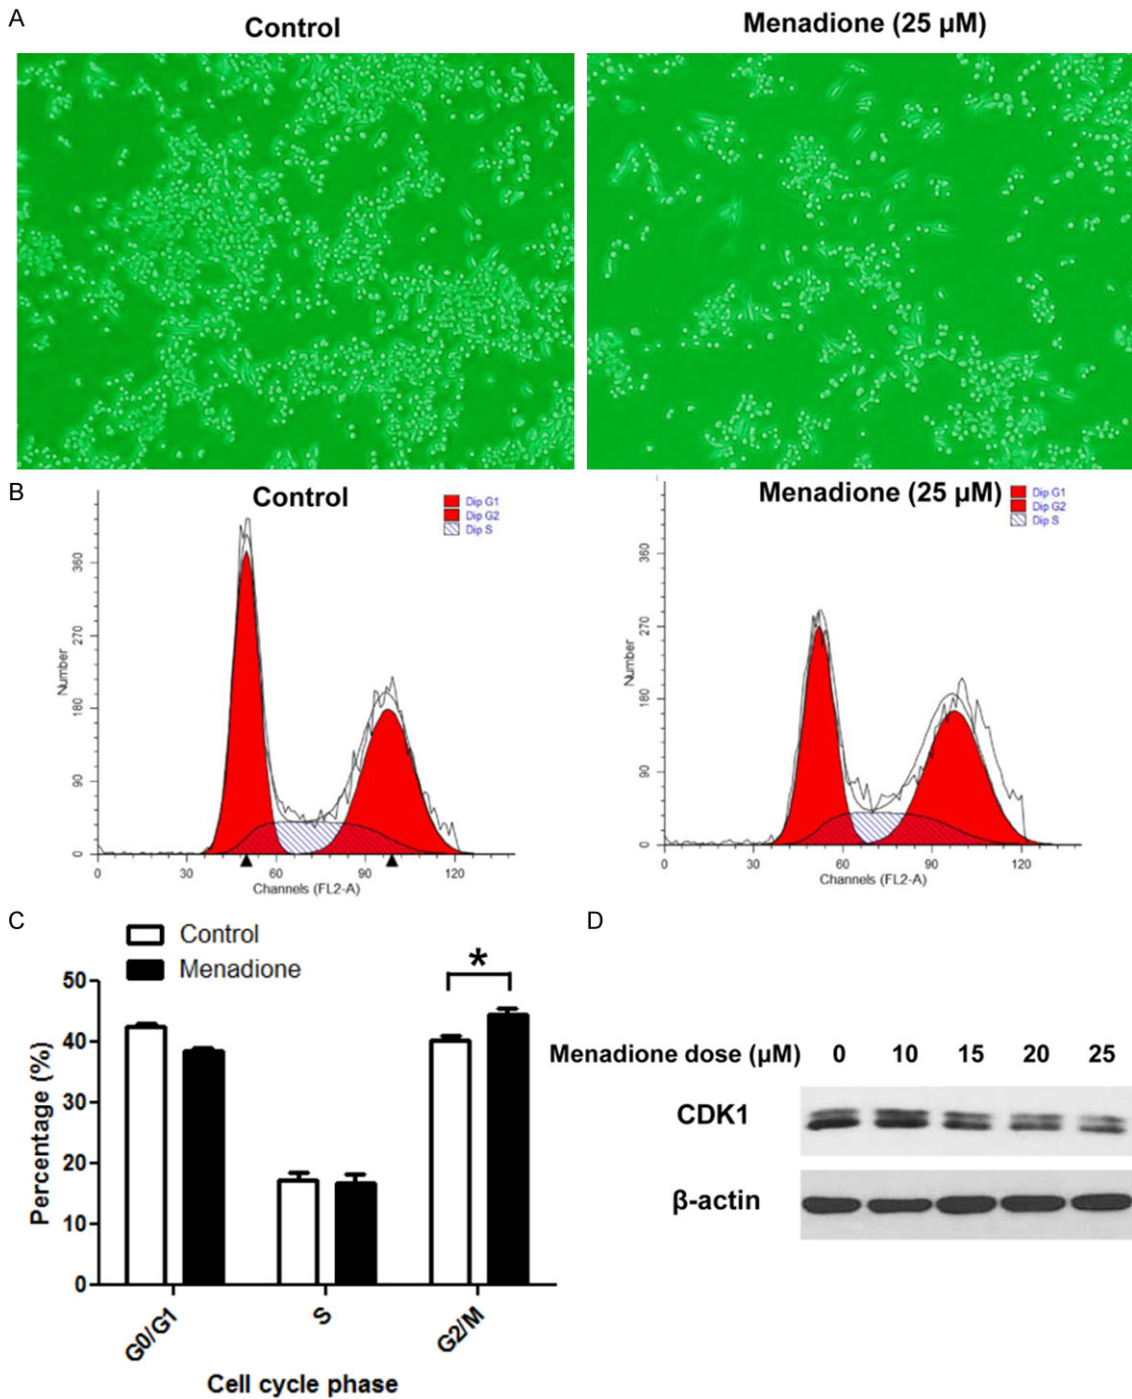 A
Control
Menadione (25 µM)
B
Control
Dip G1
Dip G2
Dip S
Number
360
270
180
90
0
0
30
60
90
120
Channels (FL2-A)
Menadione (25 µM)
Dip G1
Dip G2
Dip S
Number
360
270
180
90
0
0
30
60
90
120
Channels (FL2-A)
C
Control
Menadione
*
Percentage (%)
50
40
30
20
10
0
G0/G1
S
G2/M
Cell cycle phase
D
Menadione dose (µM) 0 10 15 20 25
CDK1
β-actin